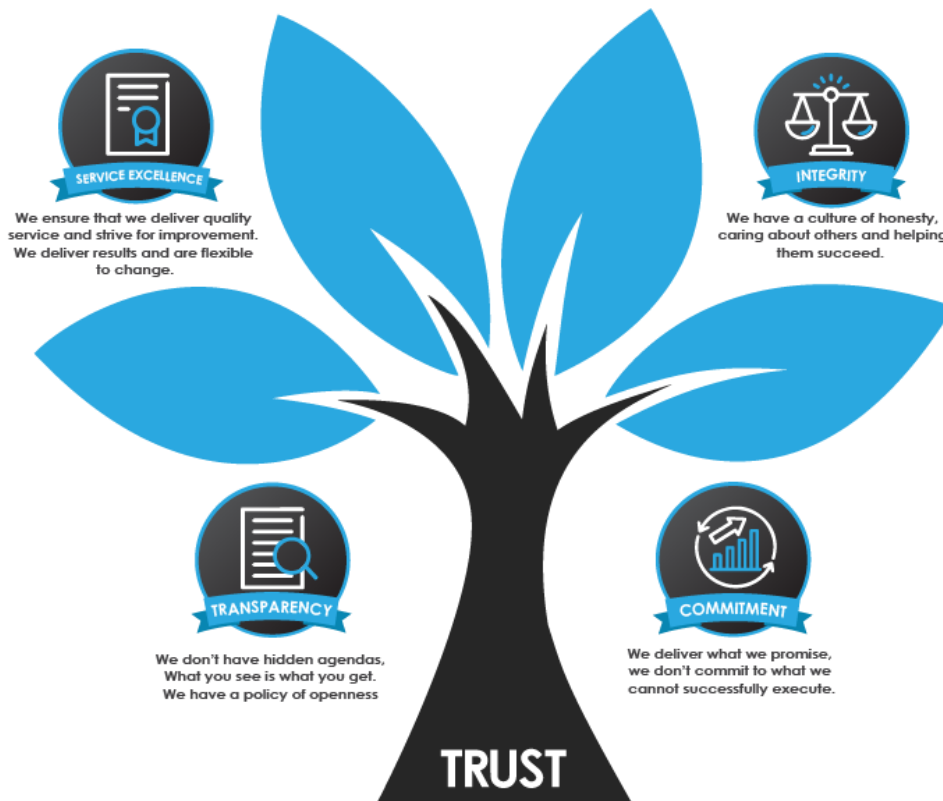 SERVICE EXCELLENCE
We ensure that we deliver quality
service and strive for improvement.
We deliver results and are flexible
to change.
INTEGRITY
We have a culture of honesty,
caring about others and helping
them succeed.
TRANSPARENCY
We don't have hidden agendas,
What you see is what you get.
We have a policy of openness
COMMITMENT
We deliver what we promise,
we don't commit to what we
cannot successfully execute.
TRUST